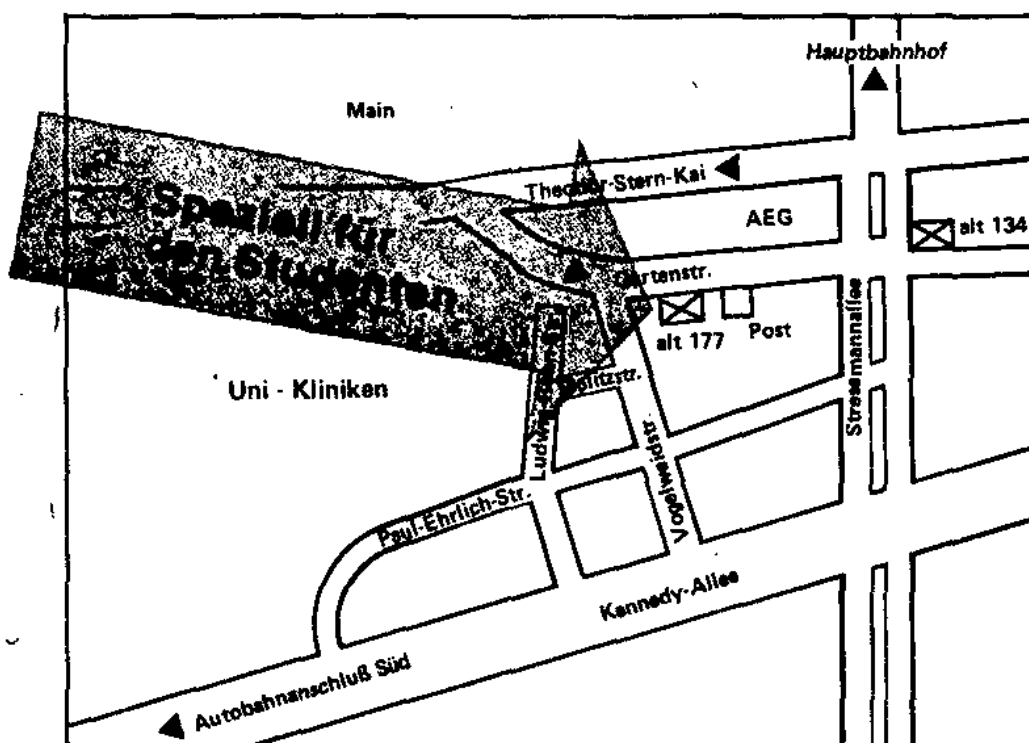 Hauptbahnhof
Main
Theodor-Stern-Kai
AEG
alt 134
Speziell für
den Studenten
Gartenstr.
alt 177
Post
Stresemannallee
Uni - Kliniken
Vogelweidstr.
Paul-Ehrlich-Str.
Kennedy-Allee
Autobahnanschluß Süd